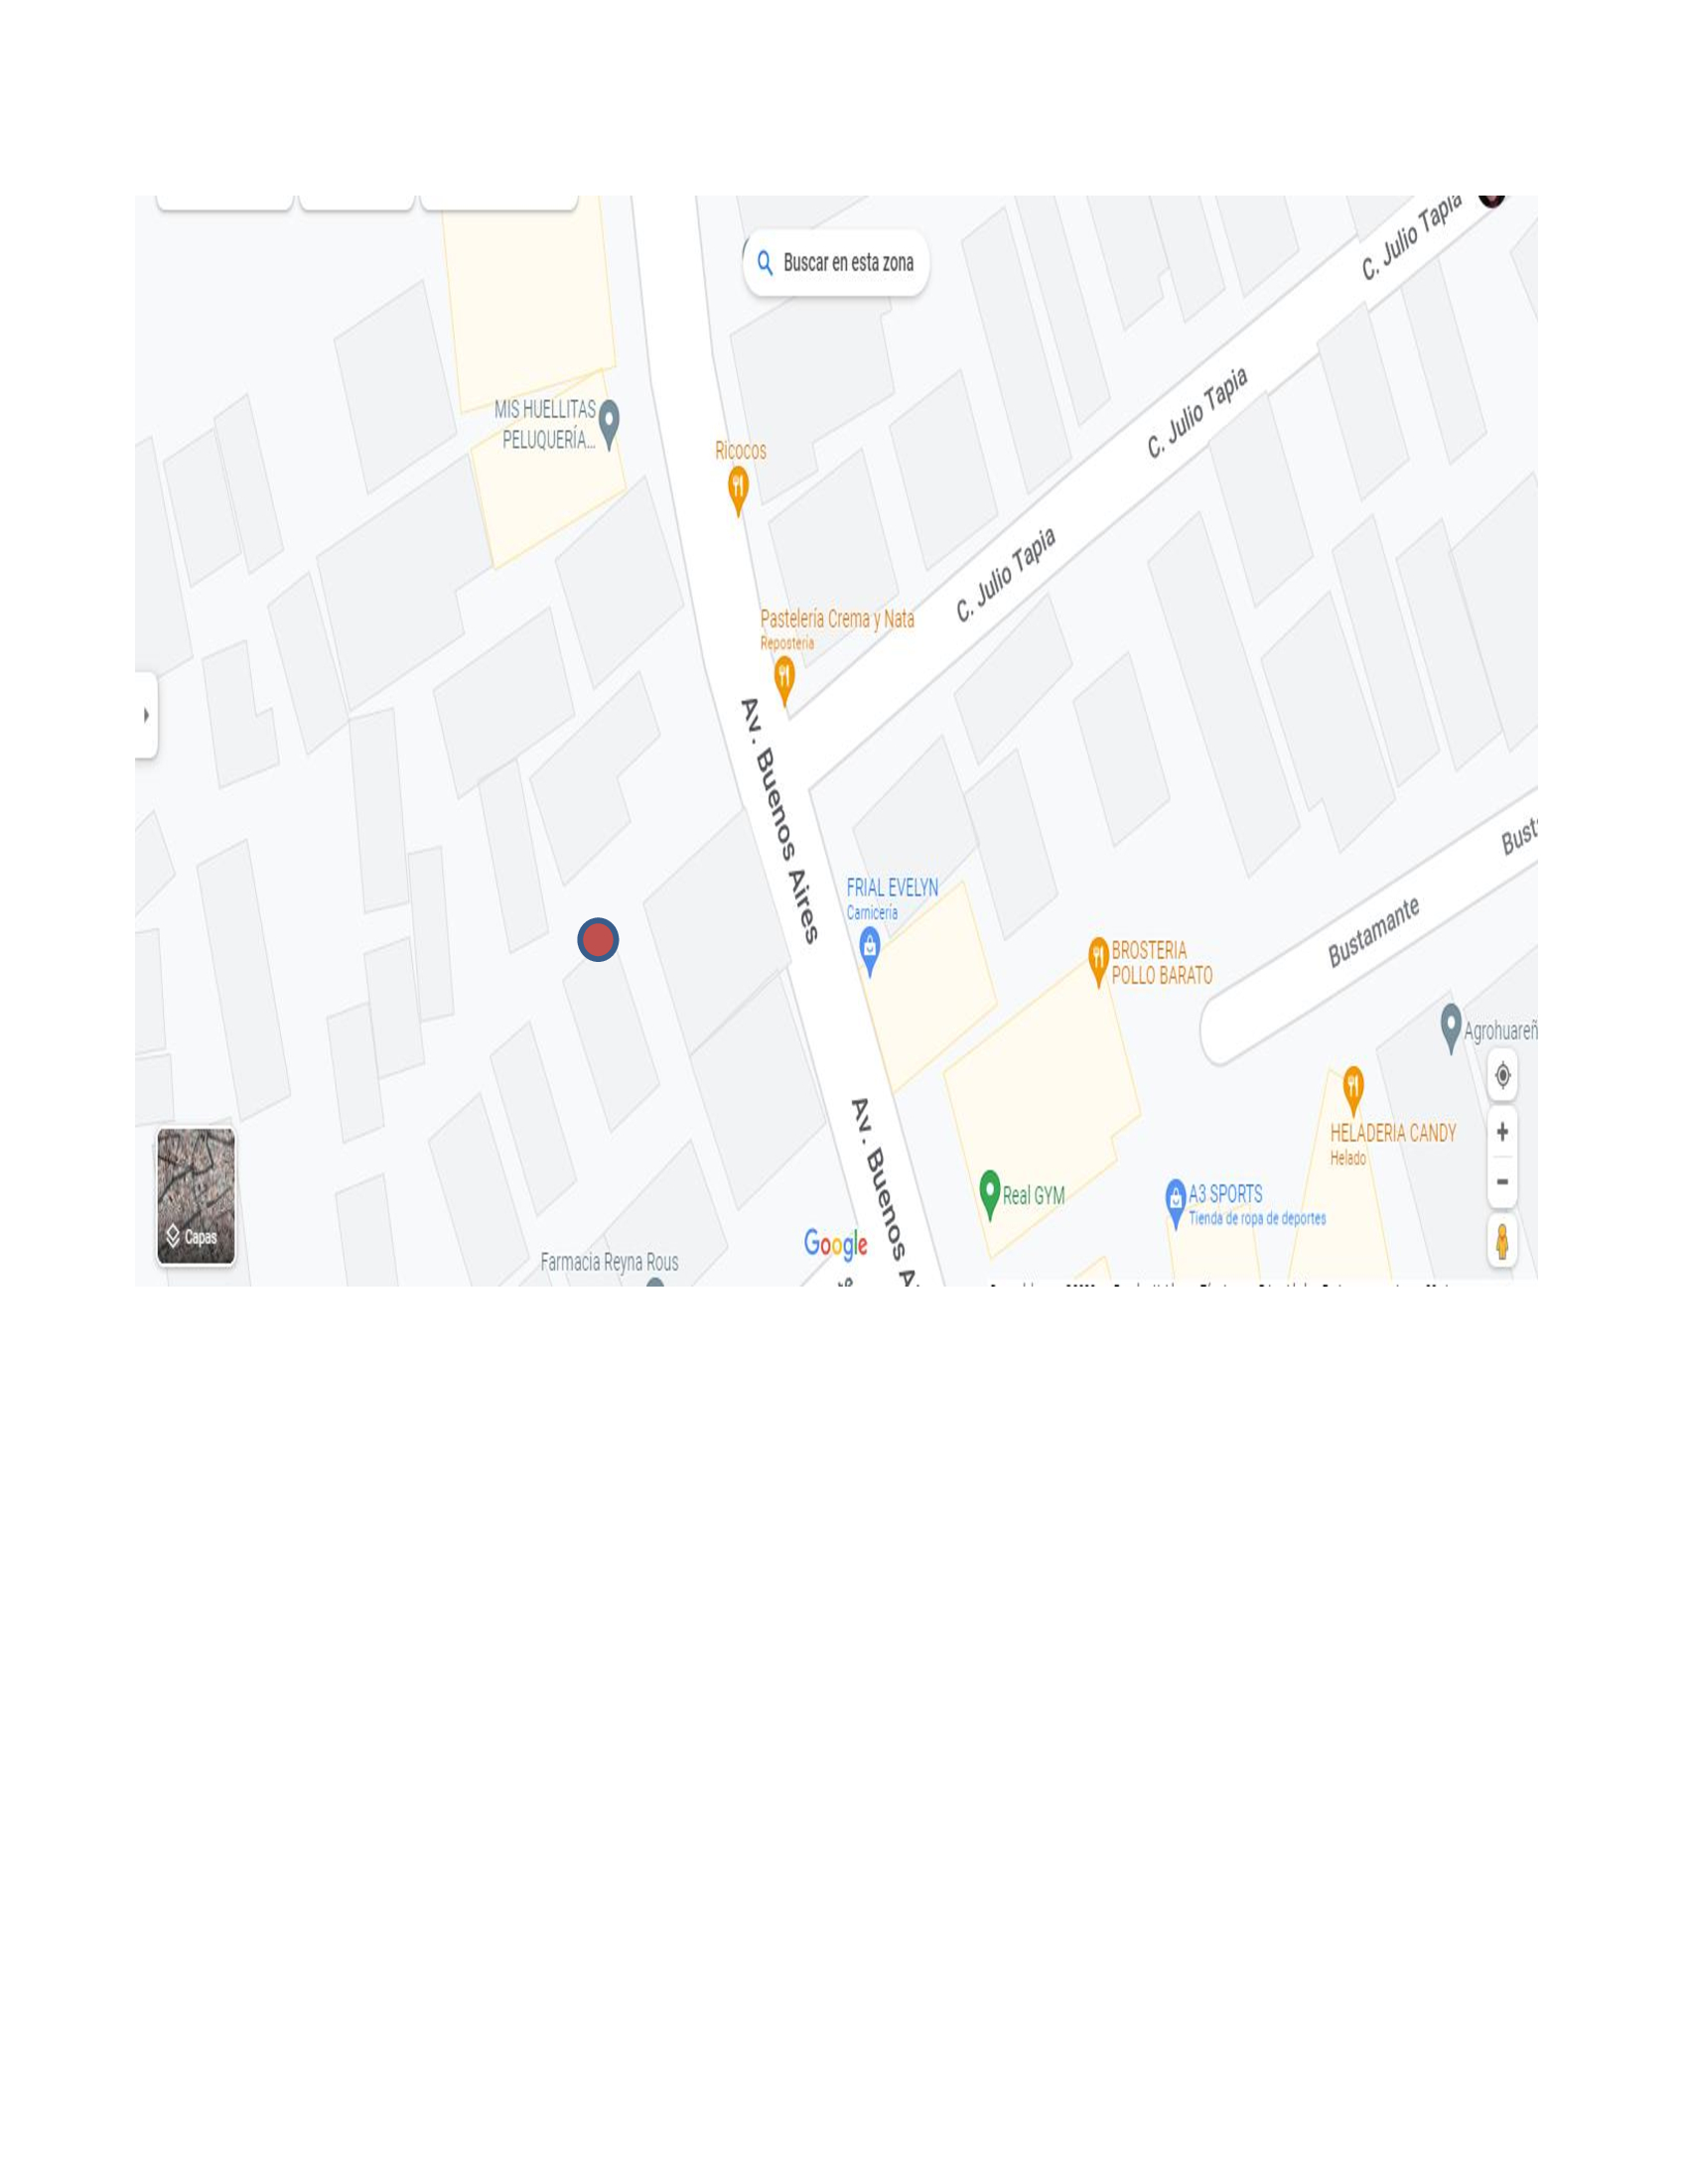 C. Julio Tapia
Buscar en esta zona
C. Julio Tapia
MIS HUELLITAS
PELUQUERÍA...
Ricocos
C. Julio Tapia
Pastelería Crema y Nata
Repostería
Av. Buenos Aires
Bust
FRIAL EVELYN
Carnicería
Bustamante
BROSTERIA
POLLO BARATO
Agrohuareñ
HELADERIA CANDY
Helado
Av. Buenos A
Real GYM
A3 SPORTS
Tienda de ropa de deportes
Capas
Google
Farmacia Reyna Rous